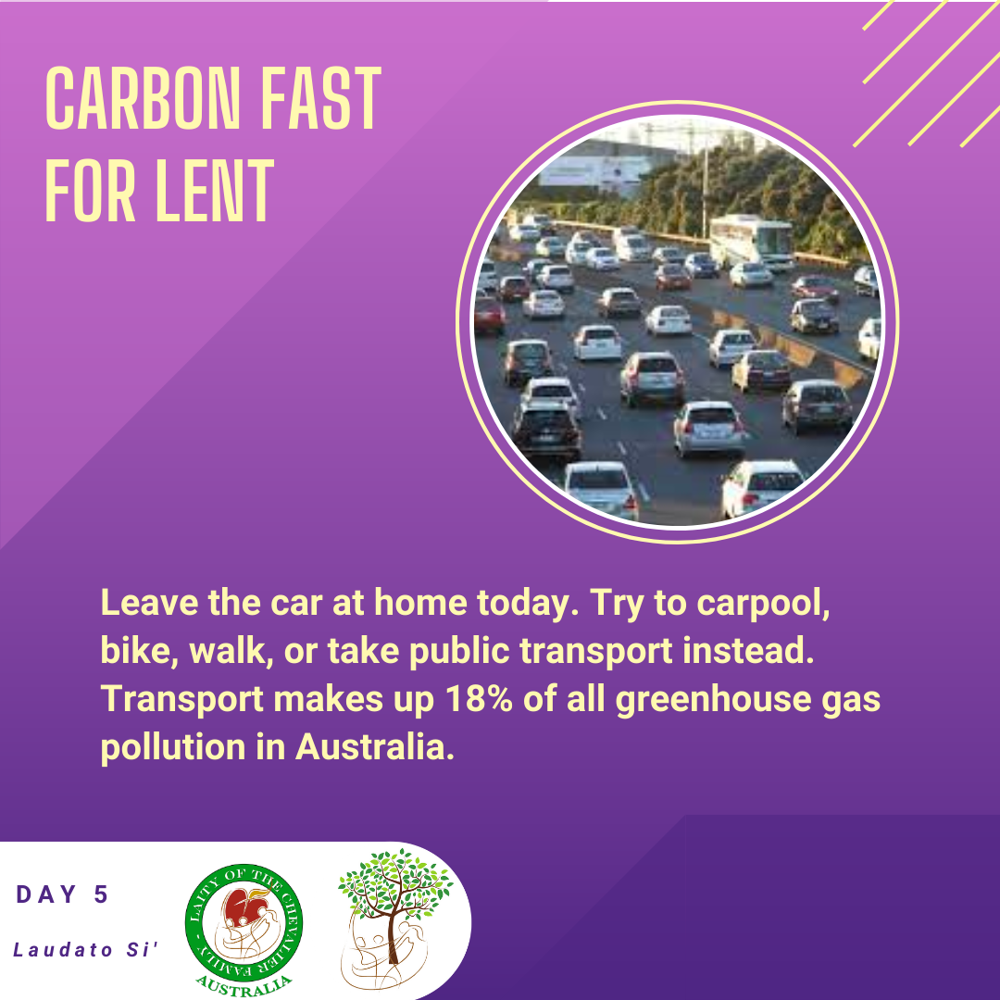 CARBON FAST
FOR LENT
Leave the car at home today. Try to carpool,
bike, walk, or take public transport instead.
Transport makes up 18% of all greenhouse gas
pollution in Australia.
DAY 5
Laudato Si'
LAITY OF THE CHEVALIER FAMILY -
AUSTRALIA